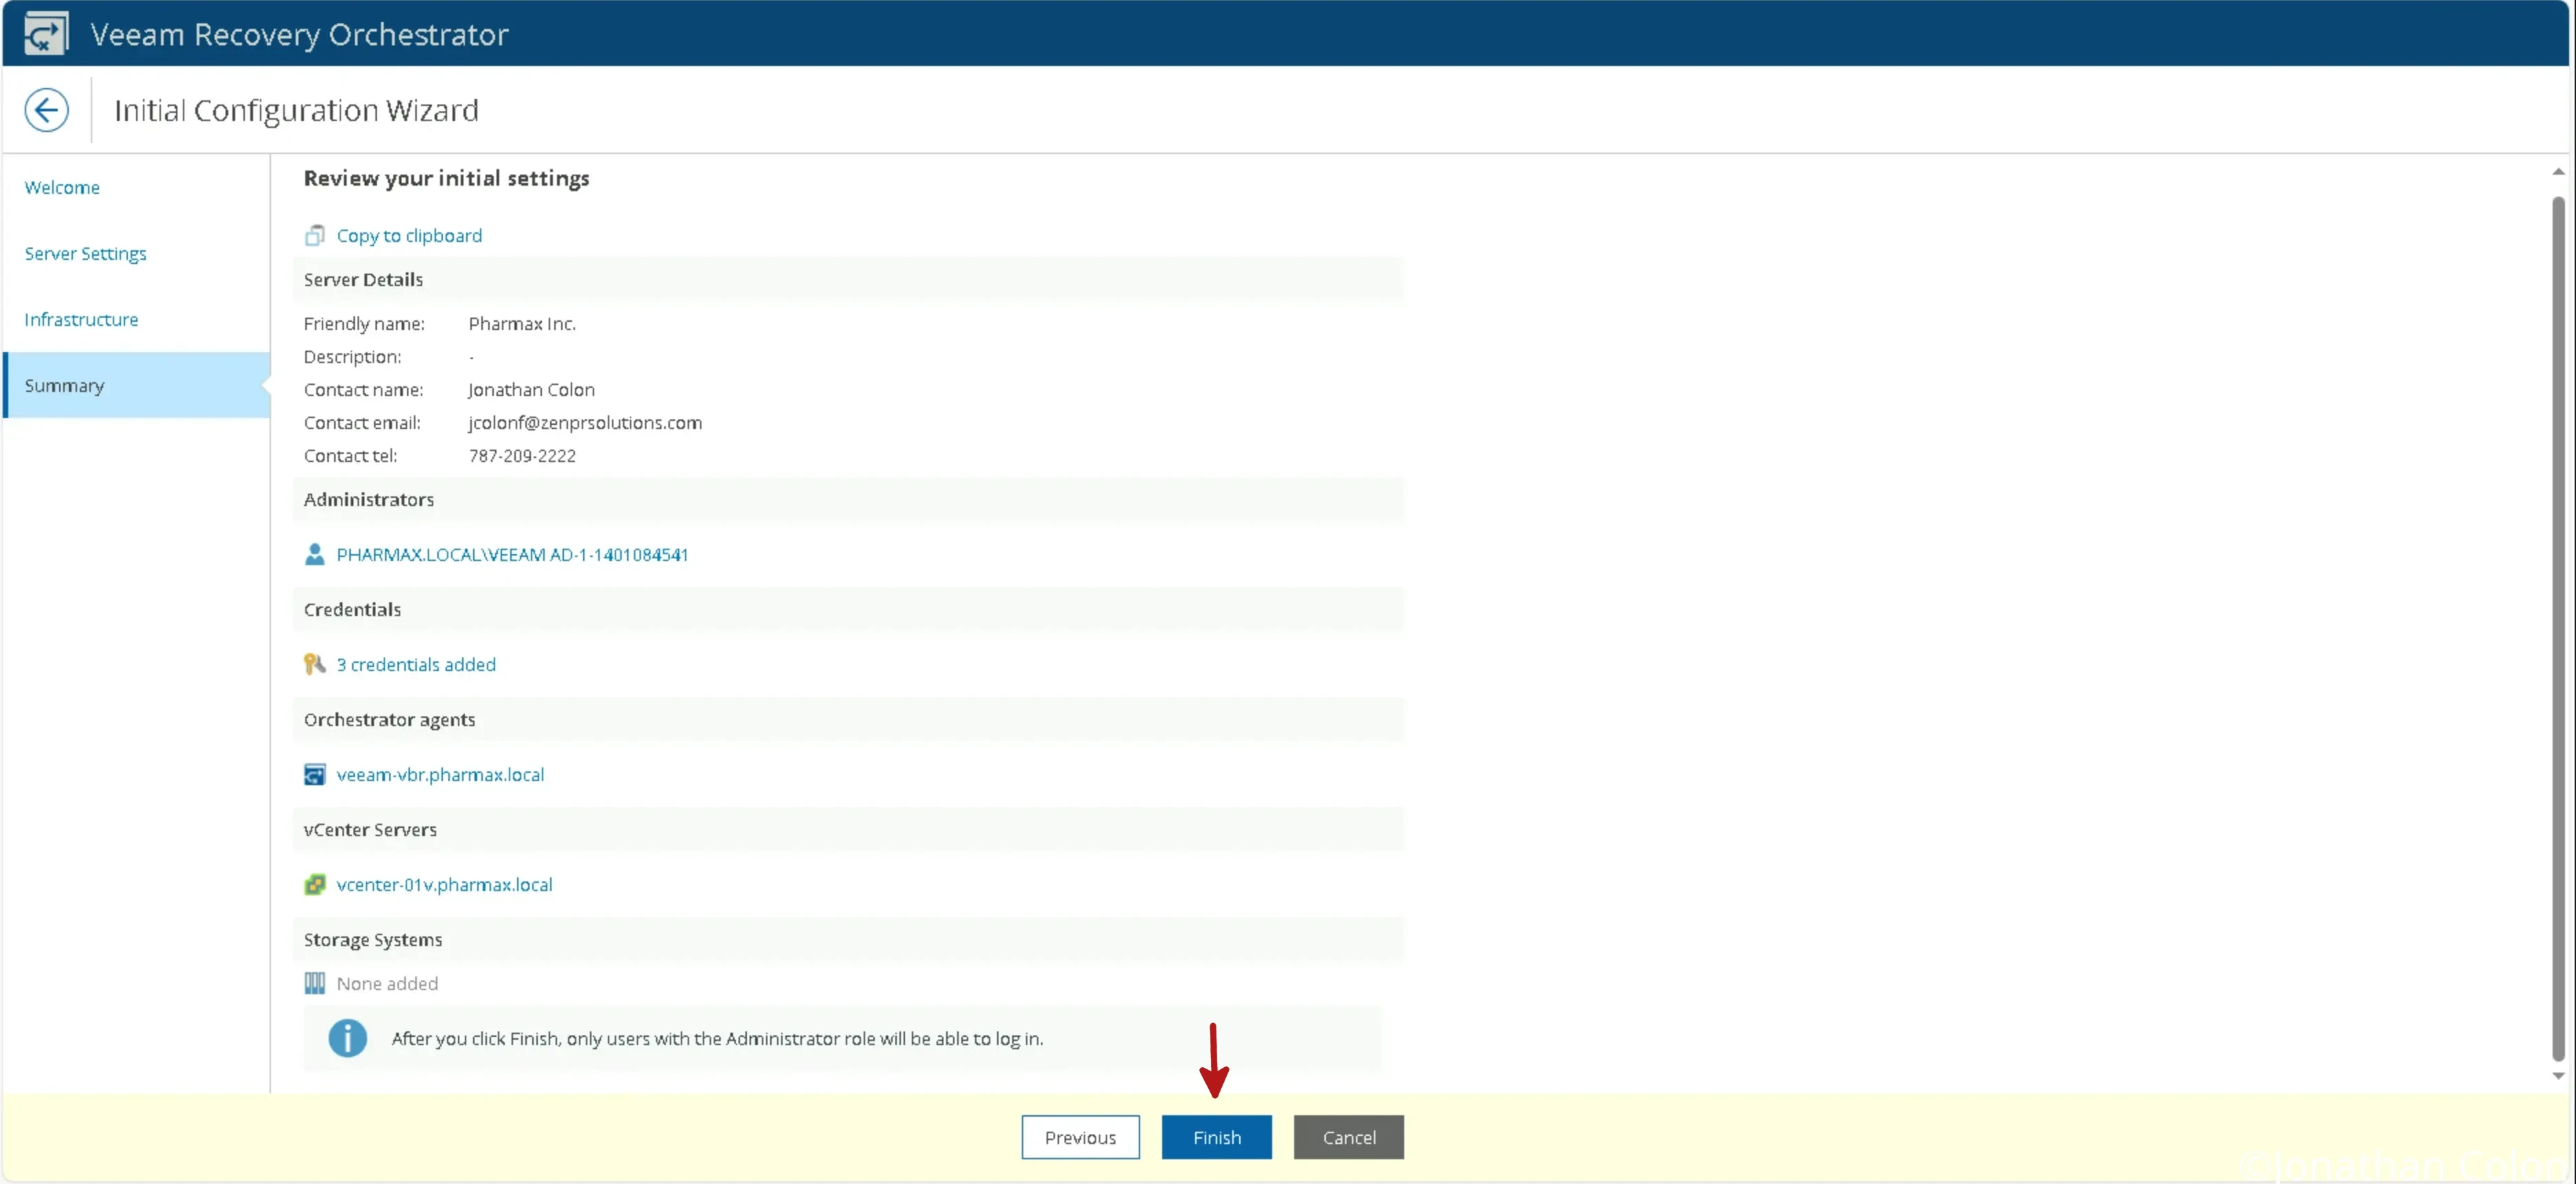 Veeam Recovery Orchestrator
Initial Configuration Wizard
Welcome
Server Settings
Infrastructure
Summary
Review your initial settings
Copy to clipboard
Server Details
Friendly name: Pharmax Inc.
Description: -
Contact name: Jonathan Colon
Contact email: jcolonf@zenprsolutions.com
Contact tel: 787-209-2222
Administrators
PHARMAX.LOCAL\VEEAM AD-1-1401084541
Credentials
3 credentials added
Orchestrator agents
veeam-vbr.pharmax.local
vCenter Servers
vcenter-01v.pharmax.local
Storage Systems
None added
After you click Finish, only users with the Administrator role will be able to log in.
Previous Finish Cancel
©Jonathan Colon